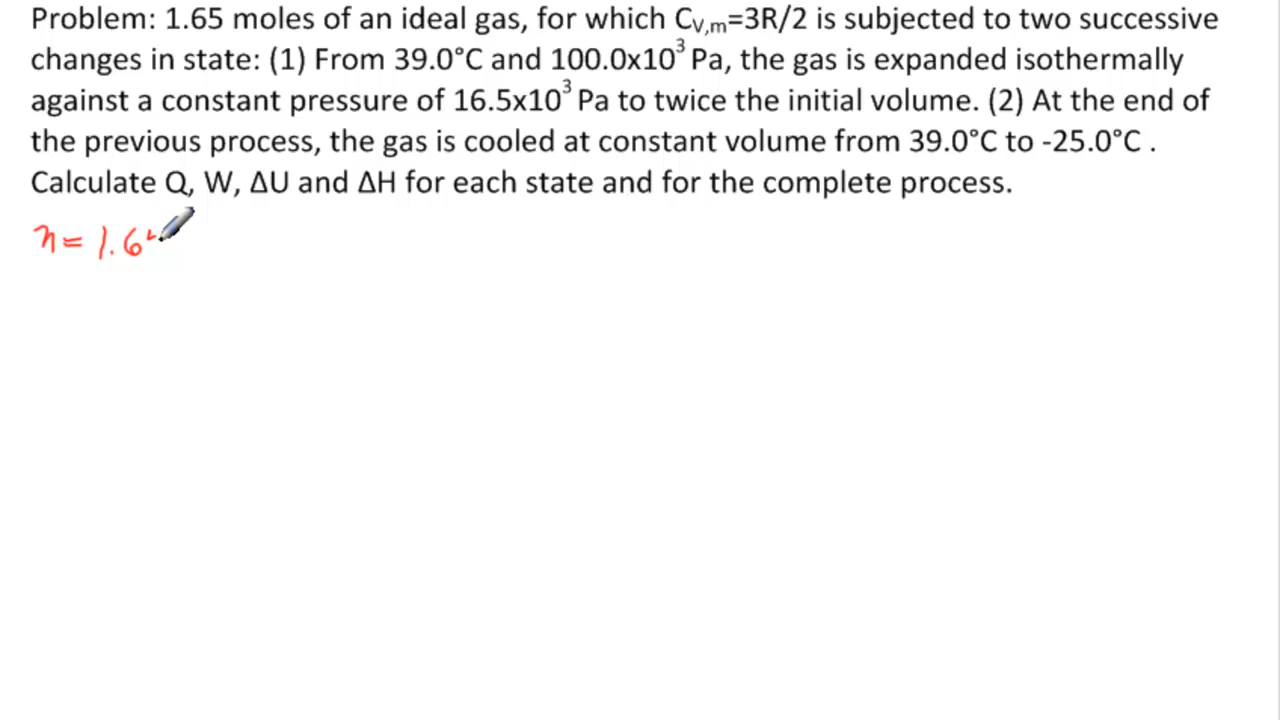 Problem: 1.65 moles of an ideal gas, for which Cv,m=3R/2 is subjected to two successive
changes in state: (1) From 39.0°C and 100.0x10³ Pa, the gas is expanded isothermally
against a constant pressure of 16.5x10³ Pa to twice the initial volume. (2) At the end of
the previous process, the gas is cooled at constant volume from 39.0°C to -25.0°C .
Calculate Q, W, ΔU and ΔH for each state and for the complete process.
n= 1.6